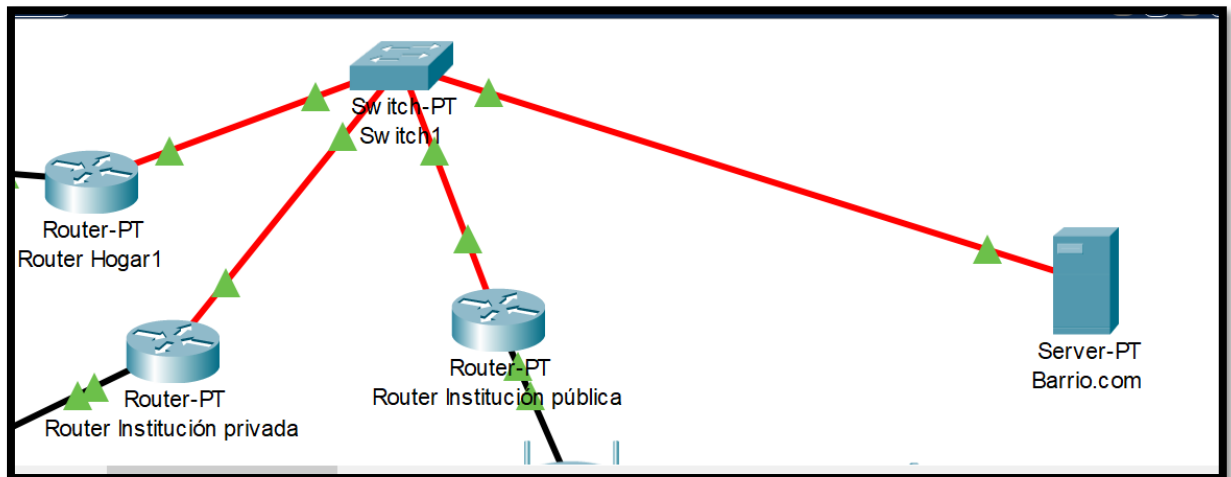 Switch-PT
Switch1
Router-PT
Router Hogar1
Router-PT
Router Institución privada
Router-PT
Router Institución pública
Server-PT
Barrio.com